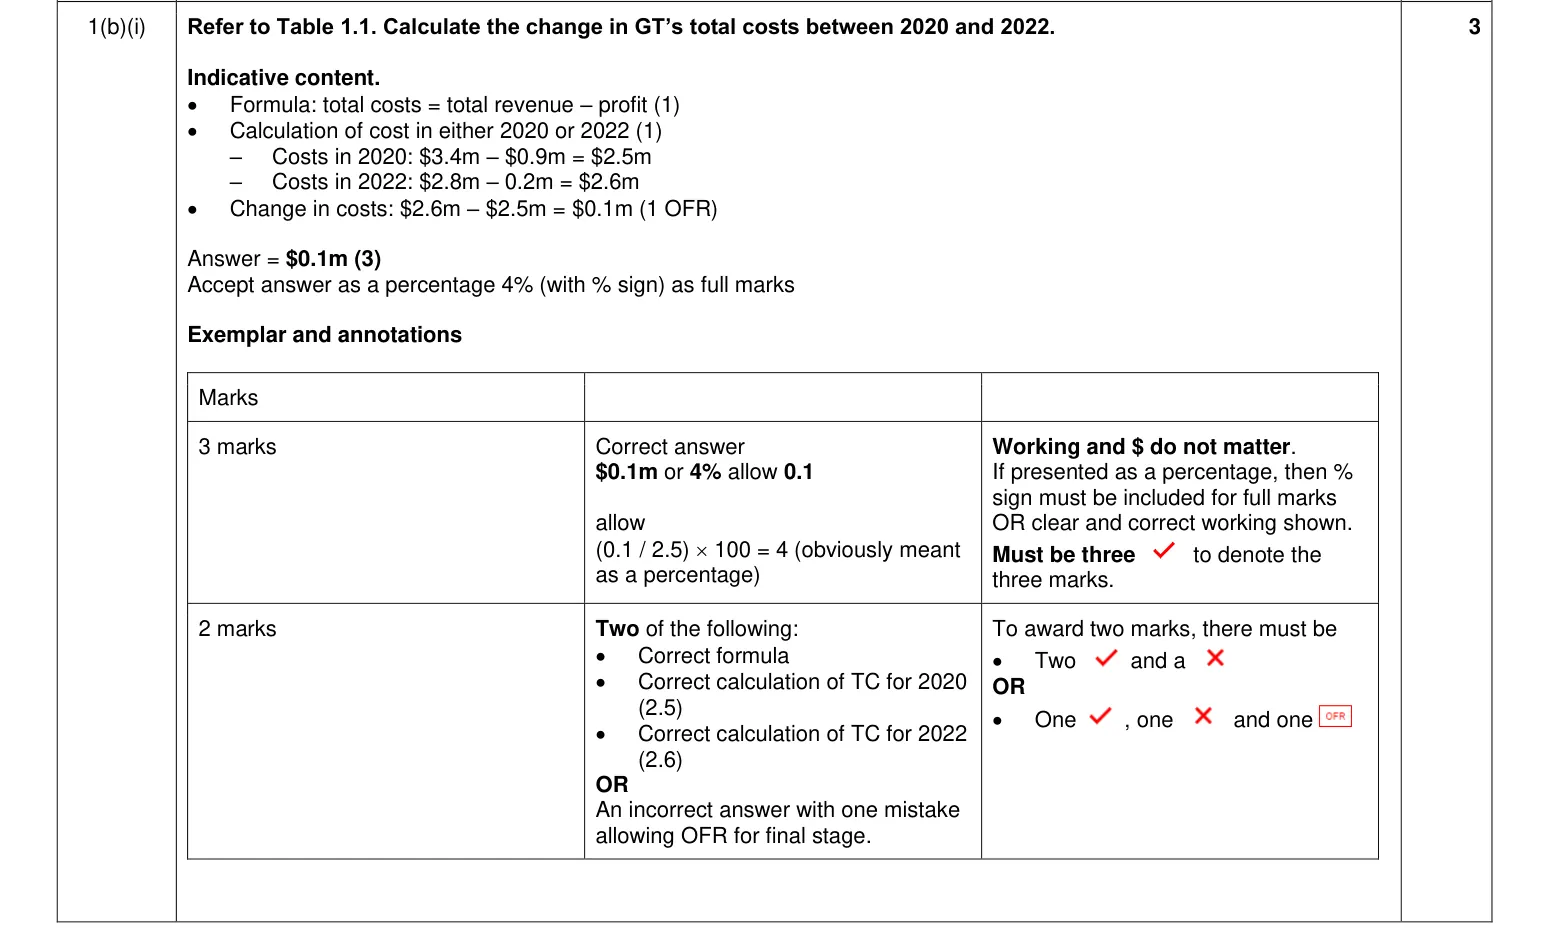 1(b)(i)
Refer to Table 1.1. Calculate the change in GT’s total costs between 2020 and 2022.
3
Indicative content.
• Formula: total costs = total revenue – profit (1)
• Calculation of cost in either 2020 or 2022 (1)
– Costs in 2020: $3.4m – $0.9m = $2.5m
– Costs in 2022: $2.8m – 0.2m = $2.6m
• Change in costs: $2.6m – $2.5m = $0.1m (1 OFR)
Answer = $0.1m (3)
Accept answer as a percentage 4% (with % sign) as full marks
Exemplar and annotations
Marks
3 marks
Correct answer
$0.1m or 4% allow 0.1
allow
(0.1 / 2.5) × 100 = 4 (obviously meant
as a percentage)
Working and $ do not matter.
If presented as a percentage, then %
sign must be included for full marks
OR clear and correct working shown.
Must be three ✓ to denote the
three marks.
2 marks
Two of the following:
• Correct formula
• Correct calculation of TC for 2020
(2.5)
• Correct calculation of TC for 2022
(2.6)
OR
An incorrect answer with one mistake
allowing OFR for final stage.
To award two marks, there must be
• Two ✓ and a ✗
OR
• One ✓ , one ✗ and one OFR